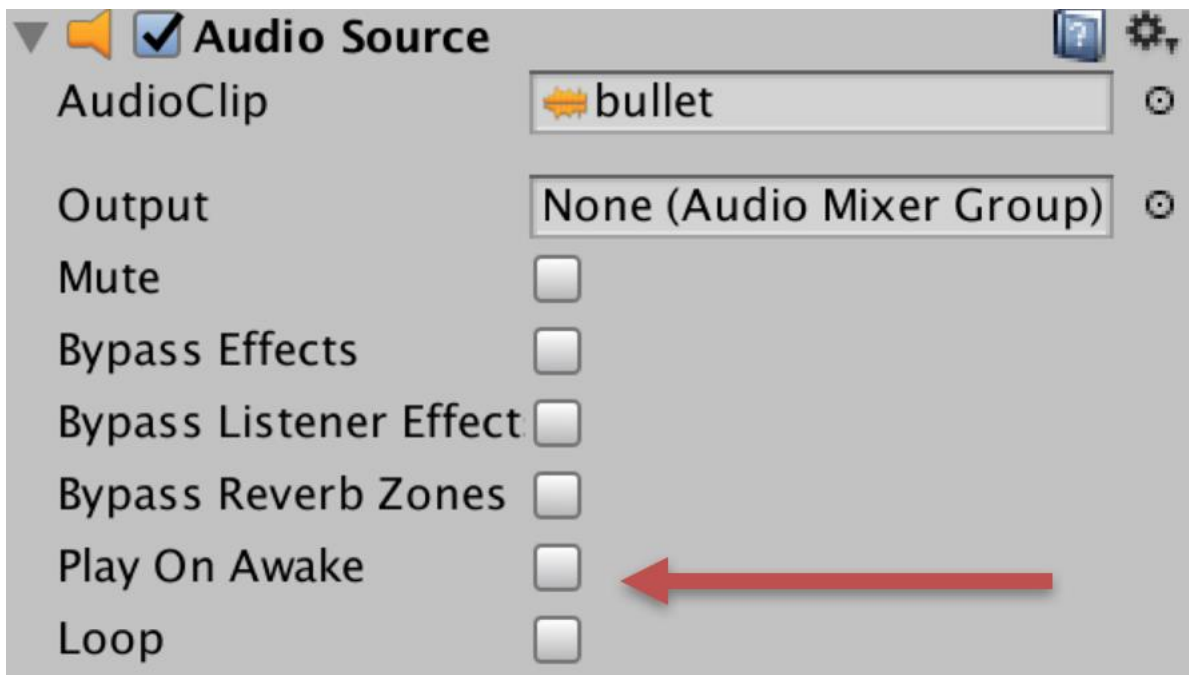 Audio Source
AudioClip bullet
Output None (Audio Mixer Group)
Mute
Bypass Effects
Bypass Listener Effect
Bypass Reverb Zones
Play On Awake
Loop